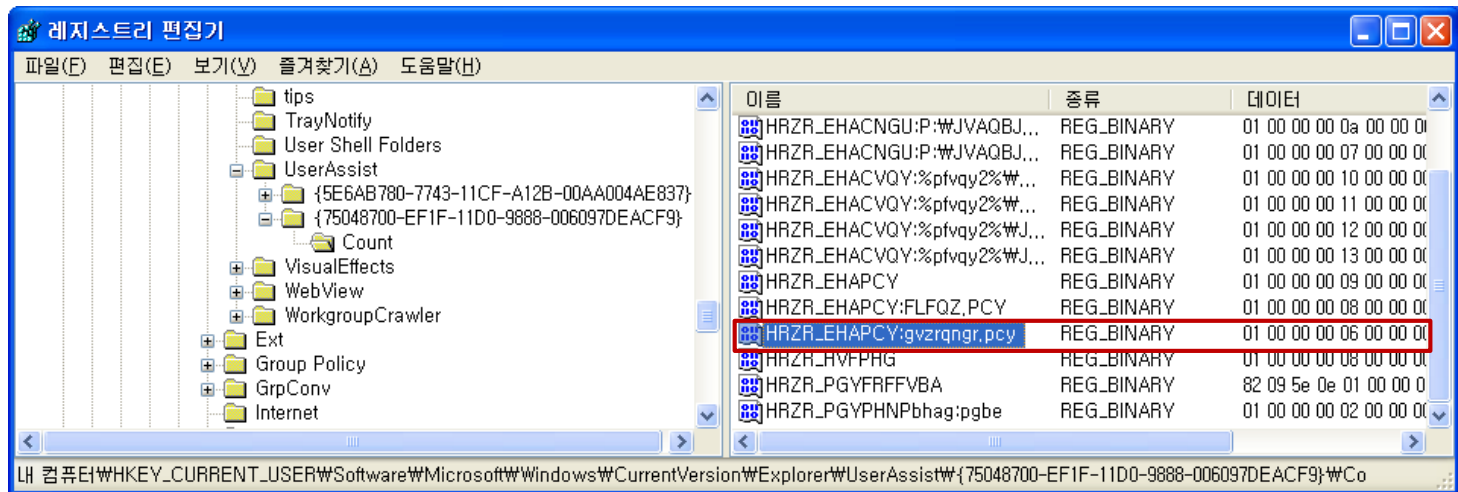 레지스트리 편집기
파일(F) 편집(E) 보기(V) 즐겨찾기(A) 도움말(H)
tips
TrayNotify
User Shell Folders
UserAssist
{5E6AB780-7743-11CF-A12B-00AA004AE837}
{75048700-EF1F-11D0-9888-006097DEACF9}
Count
VisualEffects
WebView
WorkgroupCrawler
Ext
Group Policy
GrpConv
Internet
이름 종류 데이터
HRZR_EHACNGU:P:₩JVAQBJ... REG_BINARY 01 00 00 00 0a 00 00 0
HRZR_EHACNGU:P:₩JVAQBJ... REG_BINARY 01 00 00 00 07 00 00 0
HRZR_EHACVQY:%pfvqy2%₩... REG_BINARY 01 00 00 00 10 00 00 0
HRZR_EHACVQY:%pfvqy2%₩... REG_BINARY 01 00 00 00 11 00 00 0
HRZR_EHACVQY:%pfvqy2%₩J... REG_BINARY 01 00 00 00 12 00 00 0
HRZR_EHACVQY:%pfvqy2%₩J... REG_BINARY 01 00 00 00 13 00 00 0
HRZR_EHAPCY REG_BINARY 01 00 00 00 09 00 00 0
HRZR_EHAPCY:FLFQZ.PCY REG_BINARY 01 00 00 00 08 00 00 0
HRZR_EHAPCY:gvzrqngr.pcy REG_BINARY 01 00 00 00 06 00 00 0
HRZR_HVFPHG REG_BINARY 01 00 00 00 08 00 00 0
HRZR_PGYFRFFVBA REG_BINARY 82 09 5e 0e 01 00 00 0
HRZR_PGYPHNPbhag:pgbe REG_BINARY 01 00 00 00 02 00 00 0
내 컴퓨터₩HKEY_CURRENT_USER₩Software₩Microsoft₩Windows₩CurrentVersion₩Explorer₩UserAssist₩{75048700-EF1F-11D0-9888-006097DEACF9}₩Co